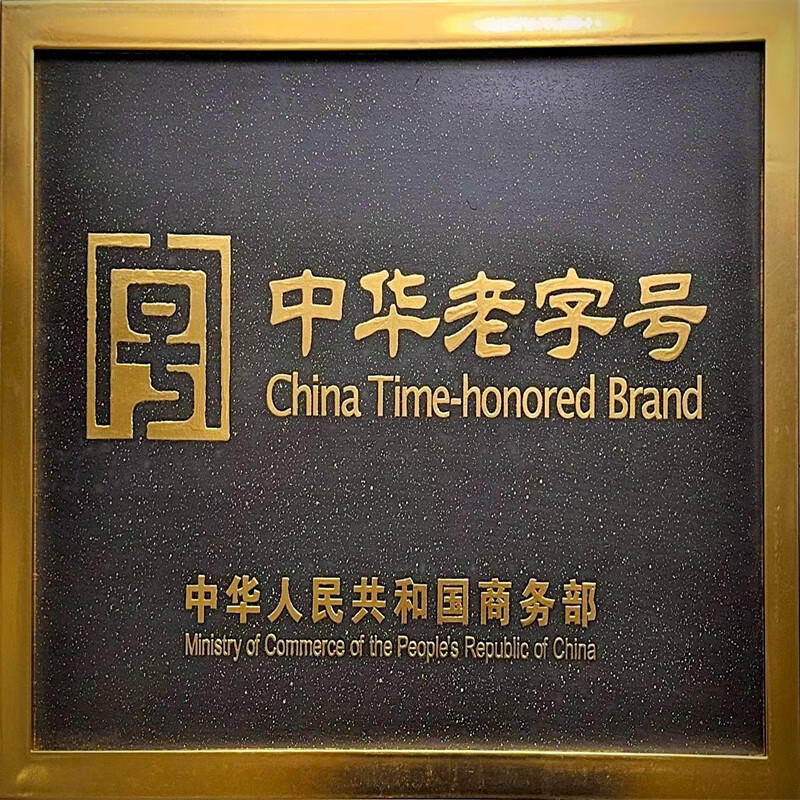 中华老字号
China Time-honored Brand
中华人民共和国商务部
Ministry of Commerce of the People's Republic of China